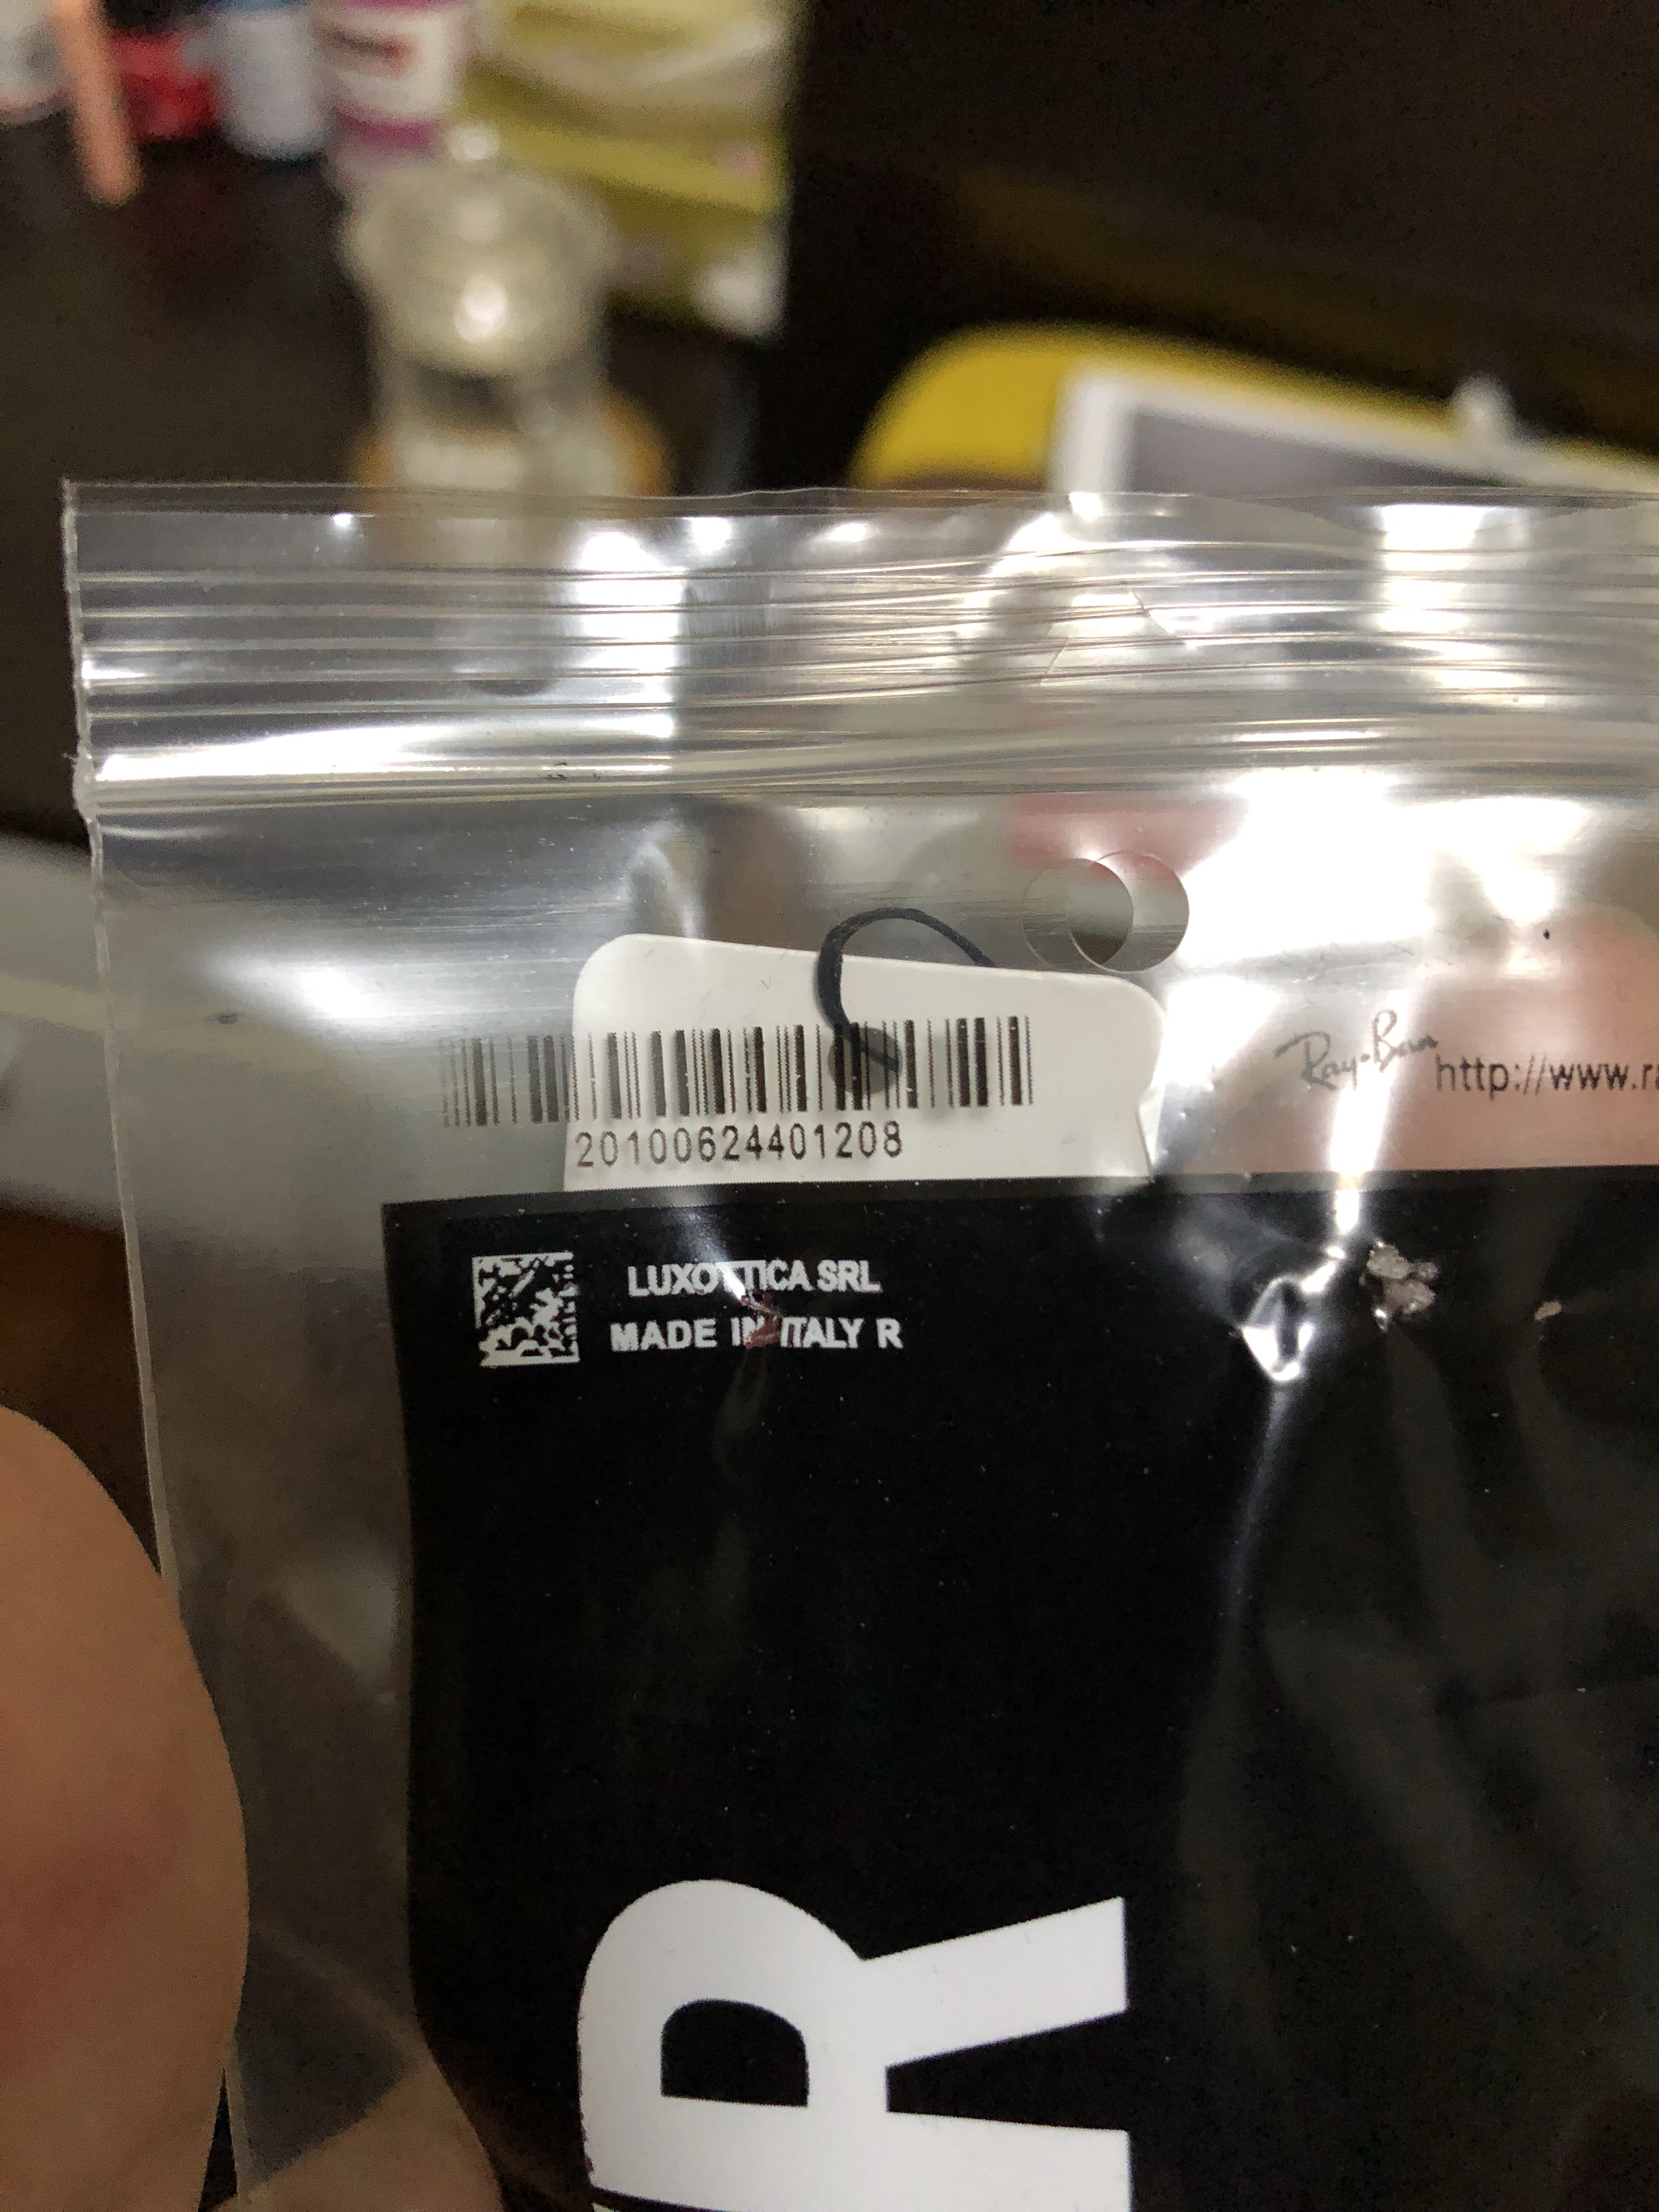 Ray-Ban http://www.ra
20100624401208
LUXOTTICA SRL
MADE IN ITALY R
R